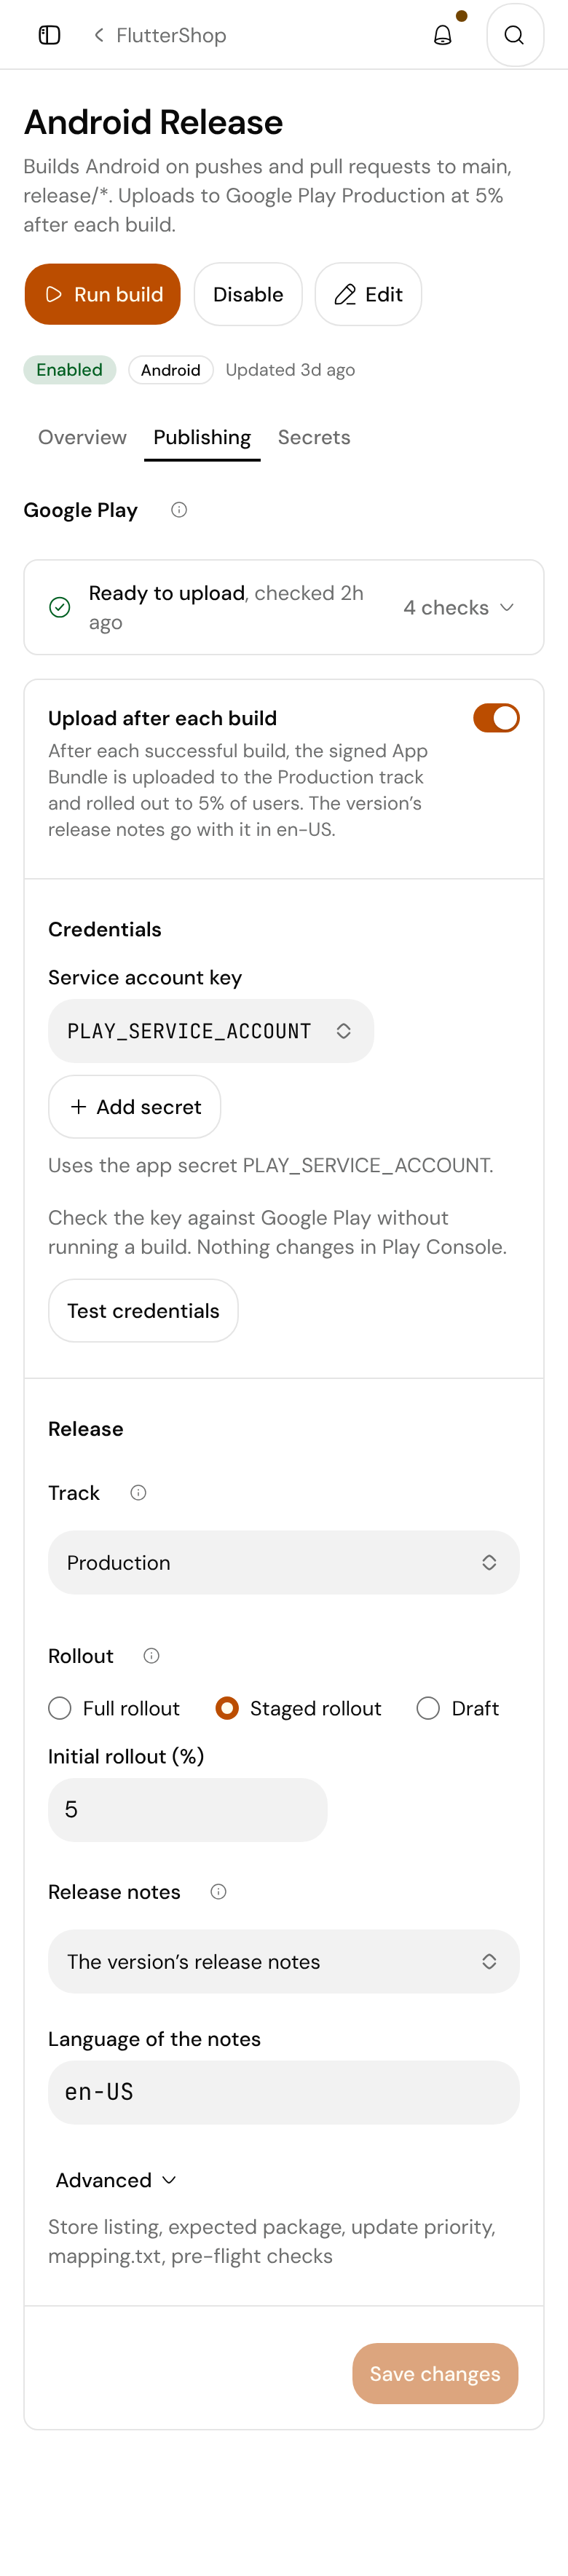 FlutterShop
Android Release
Builds Android on pushes and pull requests to main,
release/*. Uploads to Google Play Production at 5%
after each build.
Run build
Disable
Edit
Enabled
Android
Updated 3d ago
Overview
Publishing
Secrets
Google Play
Ready to upload, checked 2h
ago
4 checks
Upload after each build
After each successful build, the signed App
Bundle is uploaded to the Production track
and rolled out to 5% of users. The version’s
release notes go with it in en-US.
Credentials
Service account key
PLAY_SERVICE_ACCOUNT
Add secret
Uses the app secret PLAY_SERVICE_ACCOUNT.
Check the key against Google Play without
running a build. Nothing changes in Play Console.
Test credentials
Release
Track
Production
Rollout
Full rollout
Staged rollout
Draft
Initial rollout (%)
5
Release notes
The version’s release notes
Language of the notes
en-US
Advanced
Store listing, expected package, update priority,
mapping.txt, pre-flight checks
Save changes